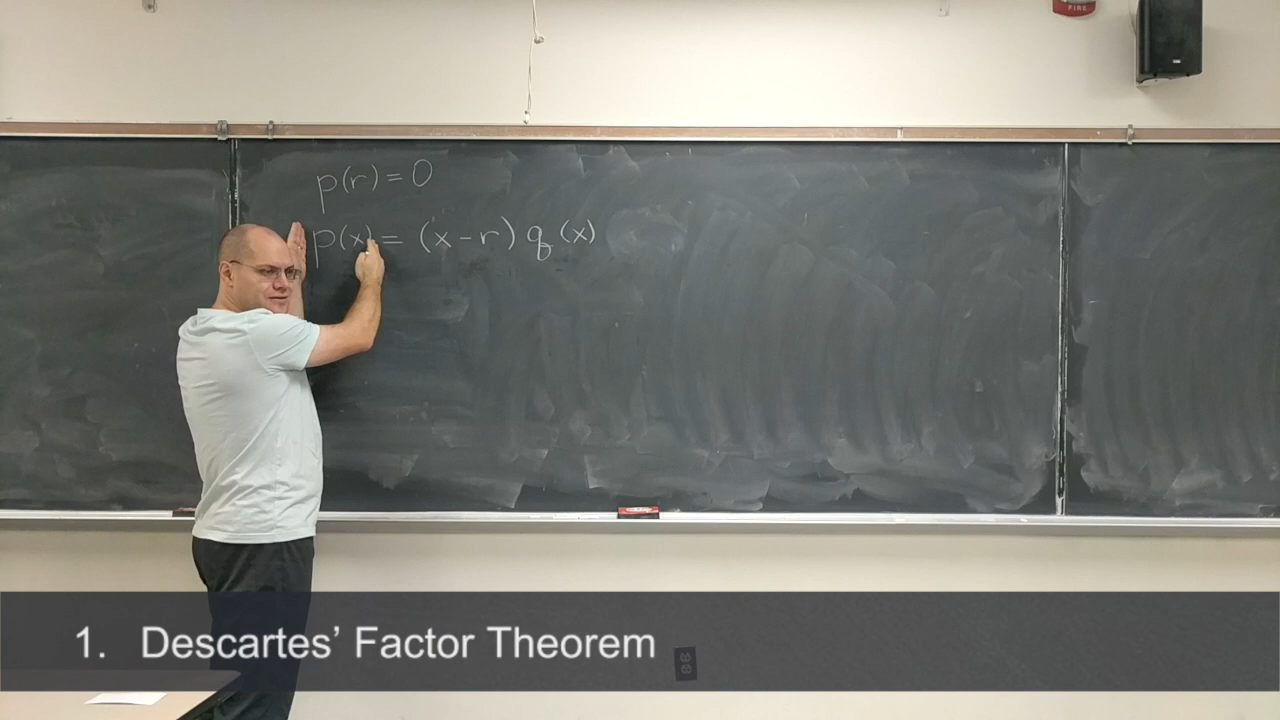 FIRE
p(r) = 0
p(x) = (x-r) q(x)
1. Descartes' Factor Theorem